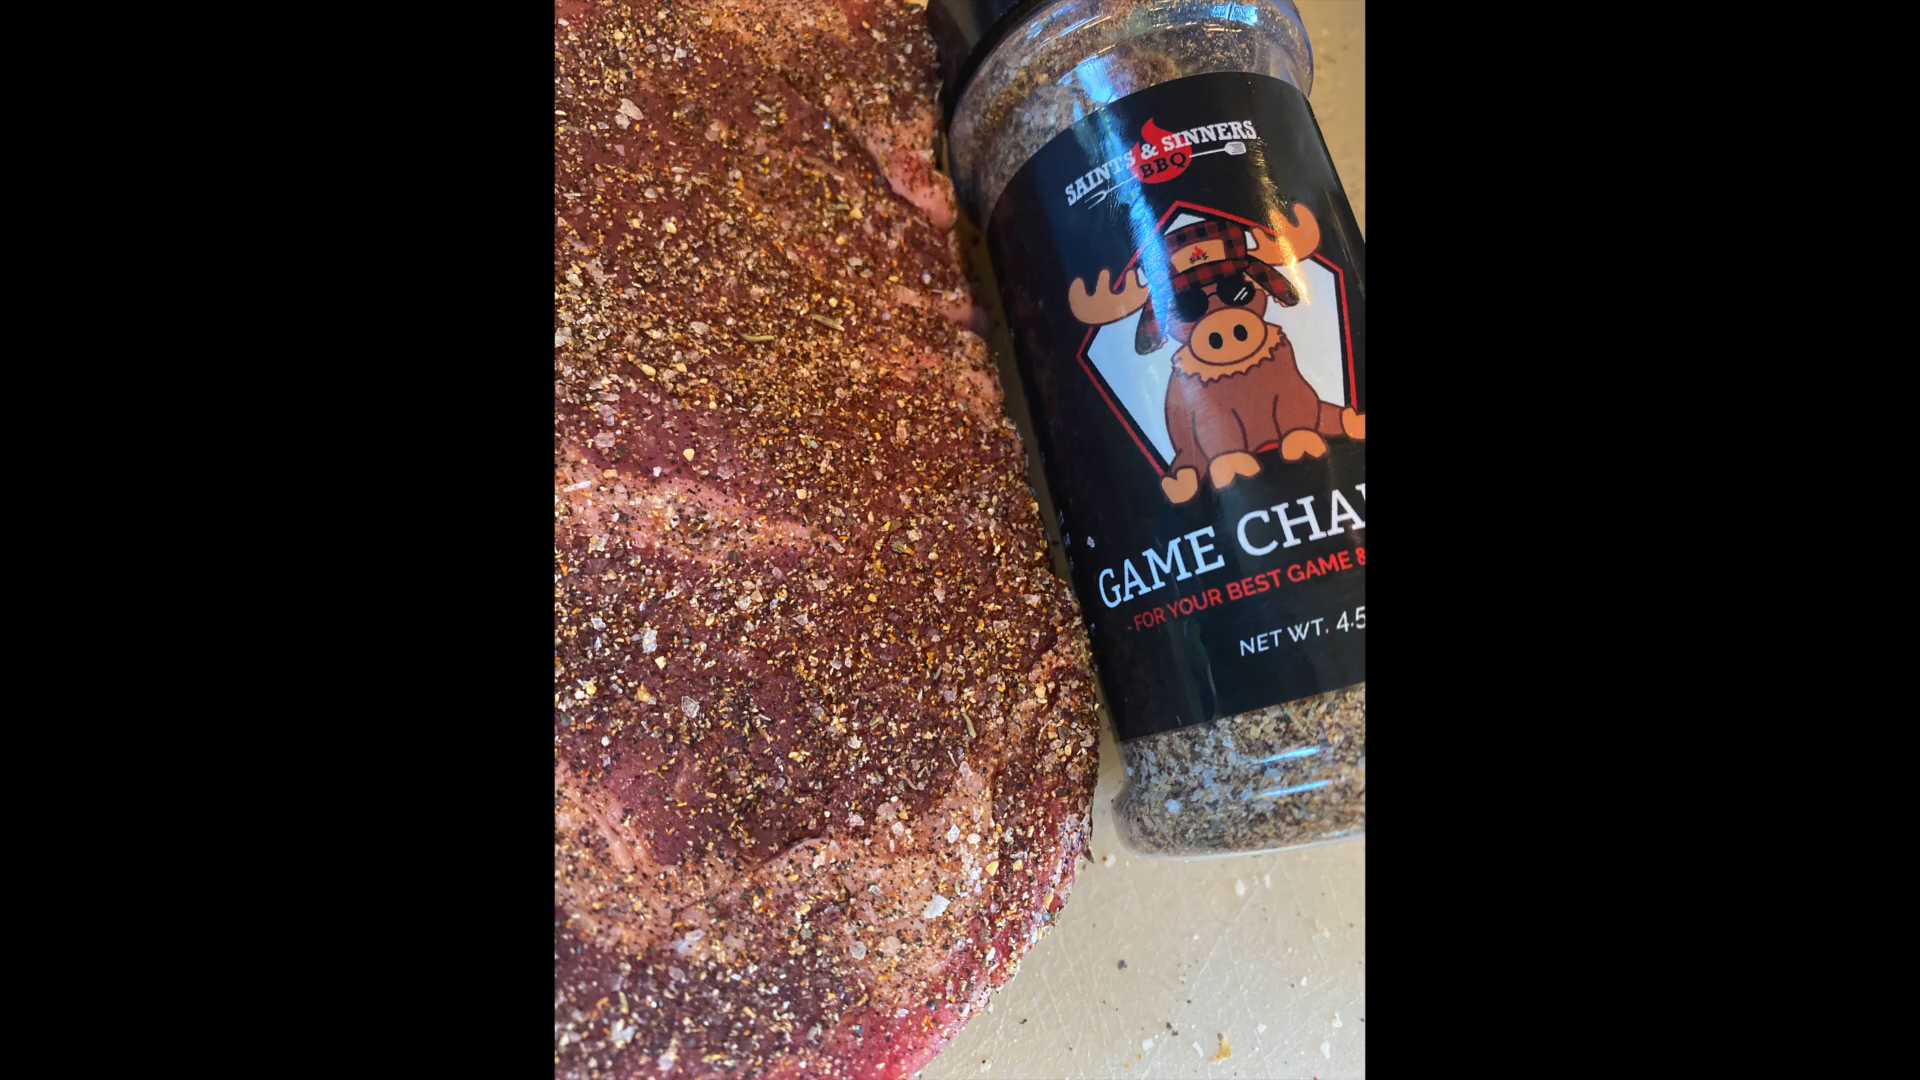 SAINTS & SINNERS
BBQ
GAME CHA
- FOR YOUR BEST GAME &
NET WT. 4.5